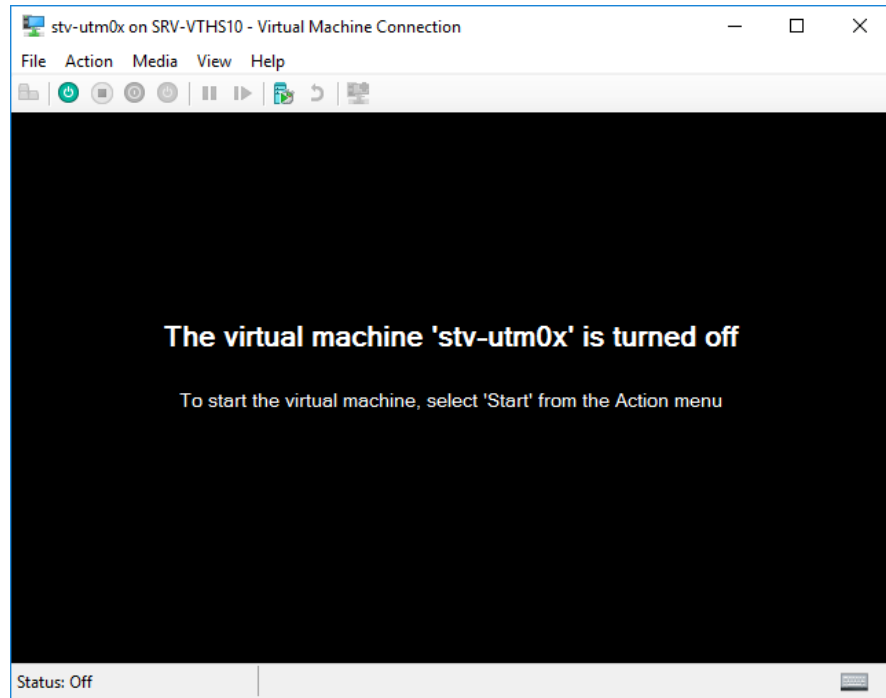 stv-utm0x on SRV-VTHS10 - Virtual Machine Connection
File Action Media View Help
The virtual machine 'stv-utm0x' is turned off
To start the virtual machine, select 'Start' from the Action menu
Status: Off